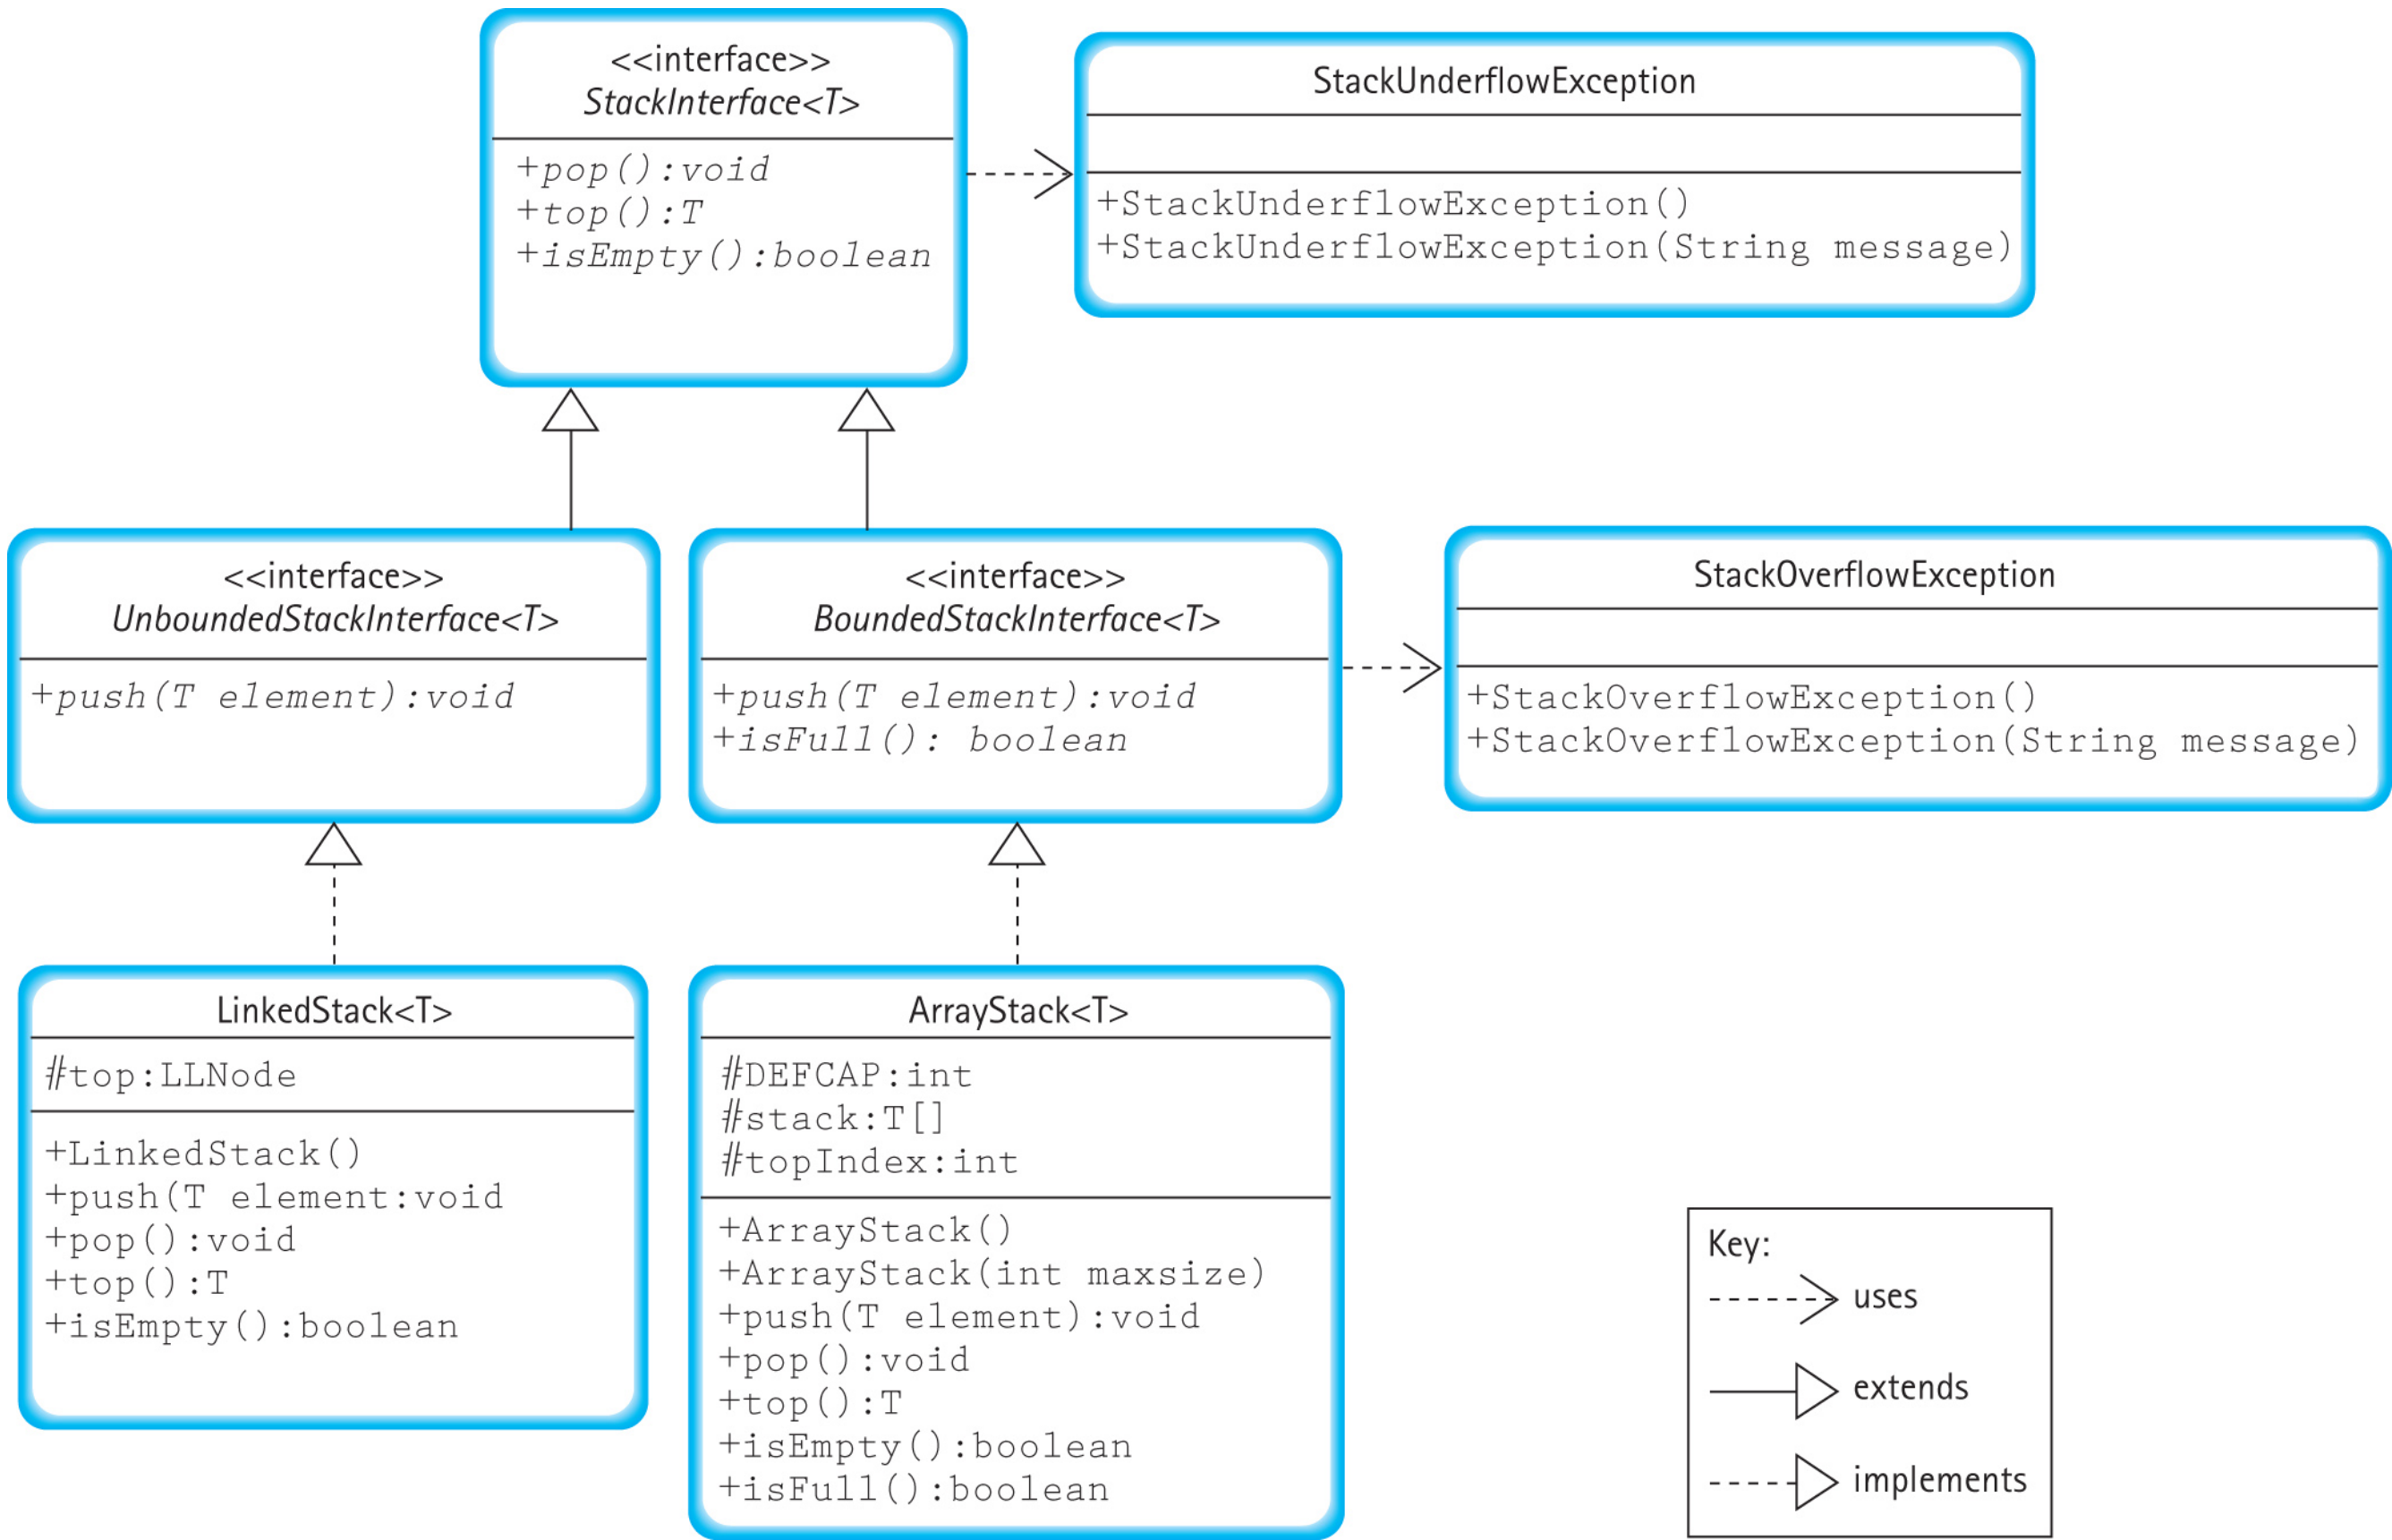 <<interface>>
StackInterface<T>
+pop():void
+top():T
+isEmpty():boolean
StackUnderflowException
+StackUnderflowException()
+StackUnderflowException(String message)
<<interface>>
UnboundedStackInterface<T>
+push(T element):void
<<interface>>
BoundedStackInterface<T>
+push(T element):void
+isFull(): boolean
StackOverflowException
+StackOverflowException()
+StackOverflowException(String message)
LinkedStack<T>
#top:LLNode
+LinkedStack()
+push(T element:void
+pop():void
+top():T
+isEmpty():boolean
ArrayStack<T>
#DEFCAP:int
#stack:T[]
#topIndex:int
+ArrayStack()
+ArrayStack(int maxsize)
+push(T element):void
+pop():void
+top():T
+isEmpty():boolean
+isFull():boolean
Key:
uses
extends
implements